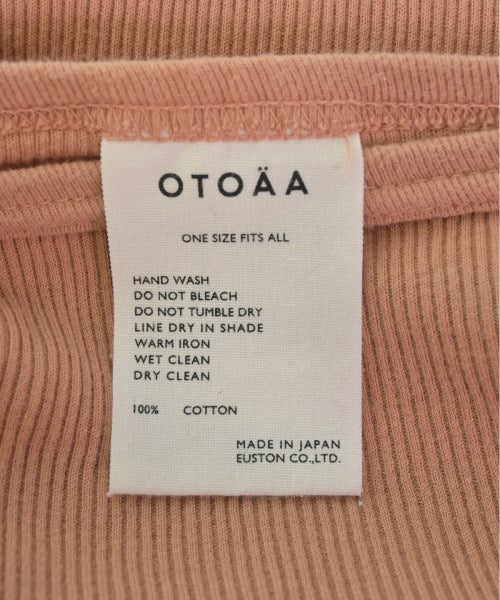 OTOÄA
ONE SIZE FITS ALL
HAND WASH
DO NOT BLEACH
DO NOT TUMBLE DRY
LINE DRY IN SHADE
WARM IRON
WET CLEAN
DRY CLEAN
100% COTTON
MADE IN JAPAN
EUSTON CO.,LTD.